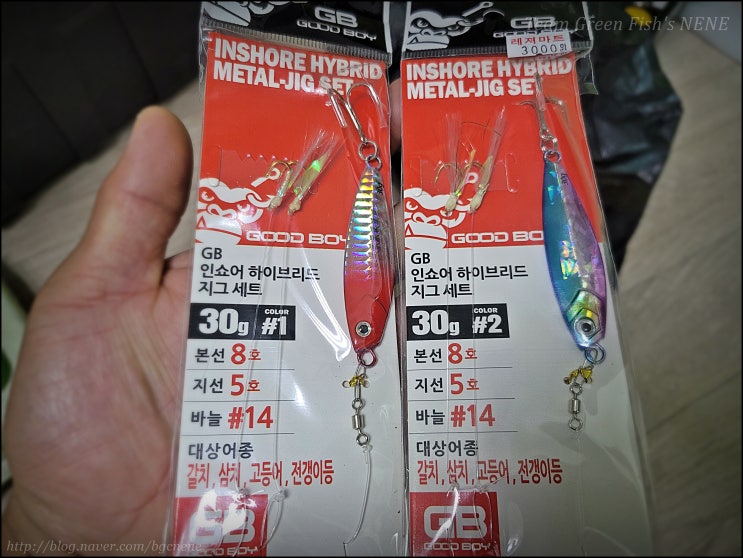 Team Green Fish's NENE
GB
GOOD BOY
INSHORE HYBRID
METAL-JIG SET
GOOD BOY
GB
인쇼어 하이브리드
지그 세트
30g COLOR #1
본선 8호
지선 5호
바늘 #14
대상어종
갈치, 삼치, 고등어, 전갱이등
GB
GOOD BOY
GB
레져마트
3000원
INSHORE HYBRID
METAL-JIG SET
GOOD BOY
GB
인쇼어 하이브리드
지그 세트
30g COLOR #2
본선 8호
지선 5호
바늘 #14
대상어종
갈치, 삼치, 고등어, 전갱이등
GB
GOOD BOY
http://blog.naver.com/bgcnene